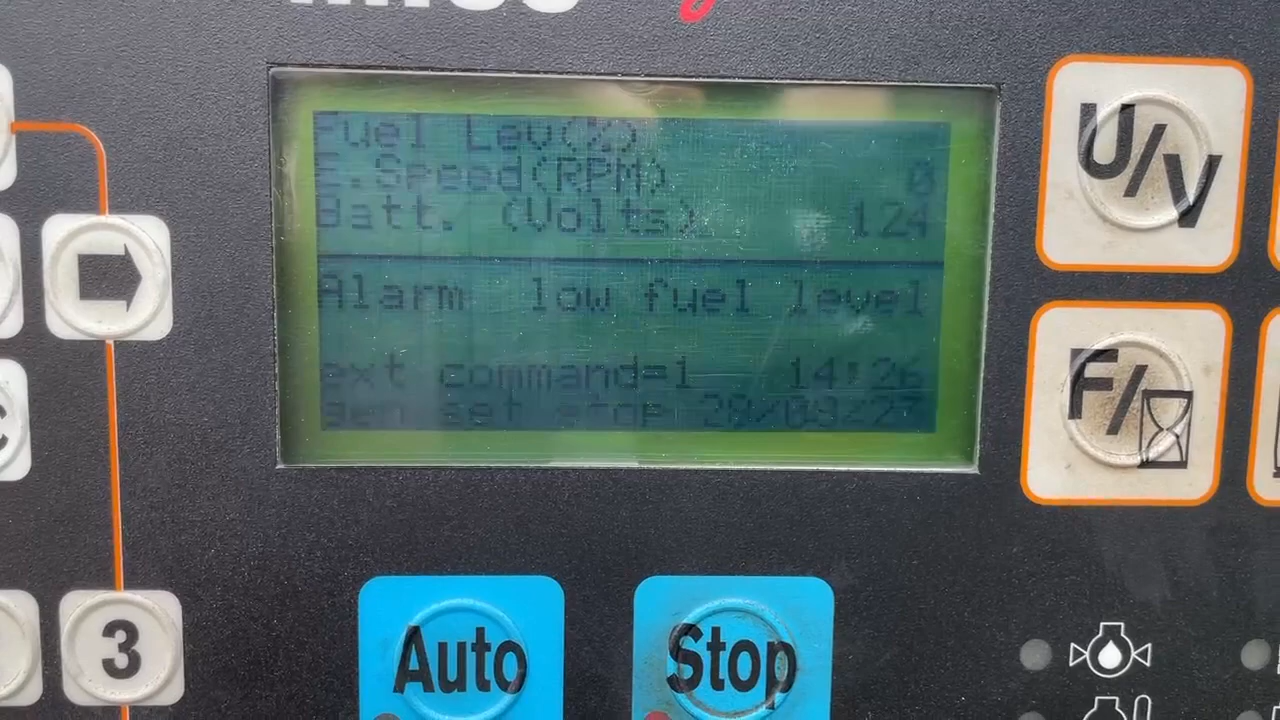 Fuel Lev(%)
E.Speed(RPM) 0
Batt. (Volts) 124
Alarm low fuel level
ext command=1 14:26
gen set stop
U/V
F/
3
Auto
Stop